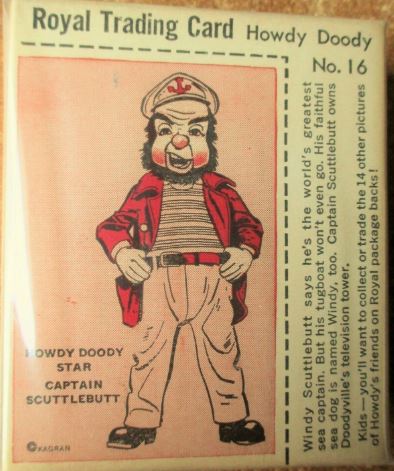 Royal Trading Card Howdy Doody
No. 16
HOWDY DOODY
STAR
CAPTAIN
SCUTTLEBUTT
© KAGRAN
Windy Scuttlebutt says he's the world's greatest
sea captain. But his tugboat won't even go. His faithful
sea dog is named Windy, too. Captain Scuttlebutt owns
Doodyville's television tower.
Kids—you'll want to collect or trade the 14 other pictures
of Howdy's friends on Royal package backs!